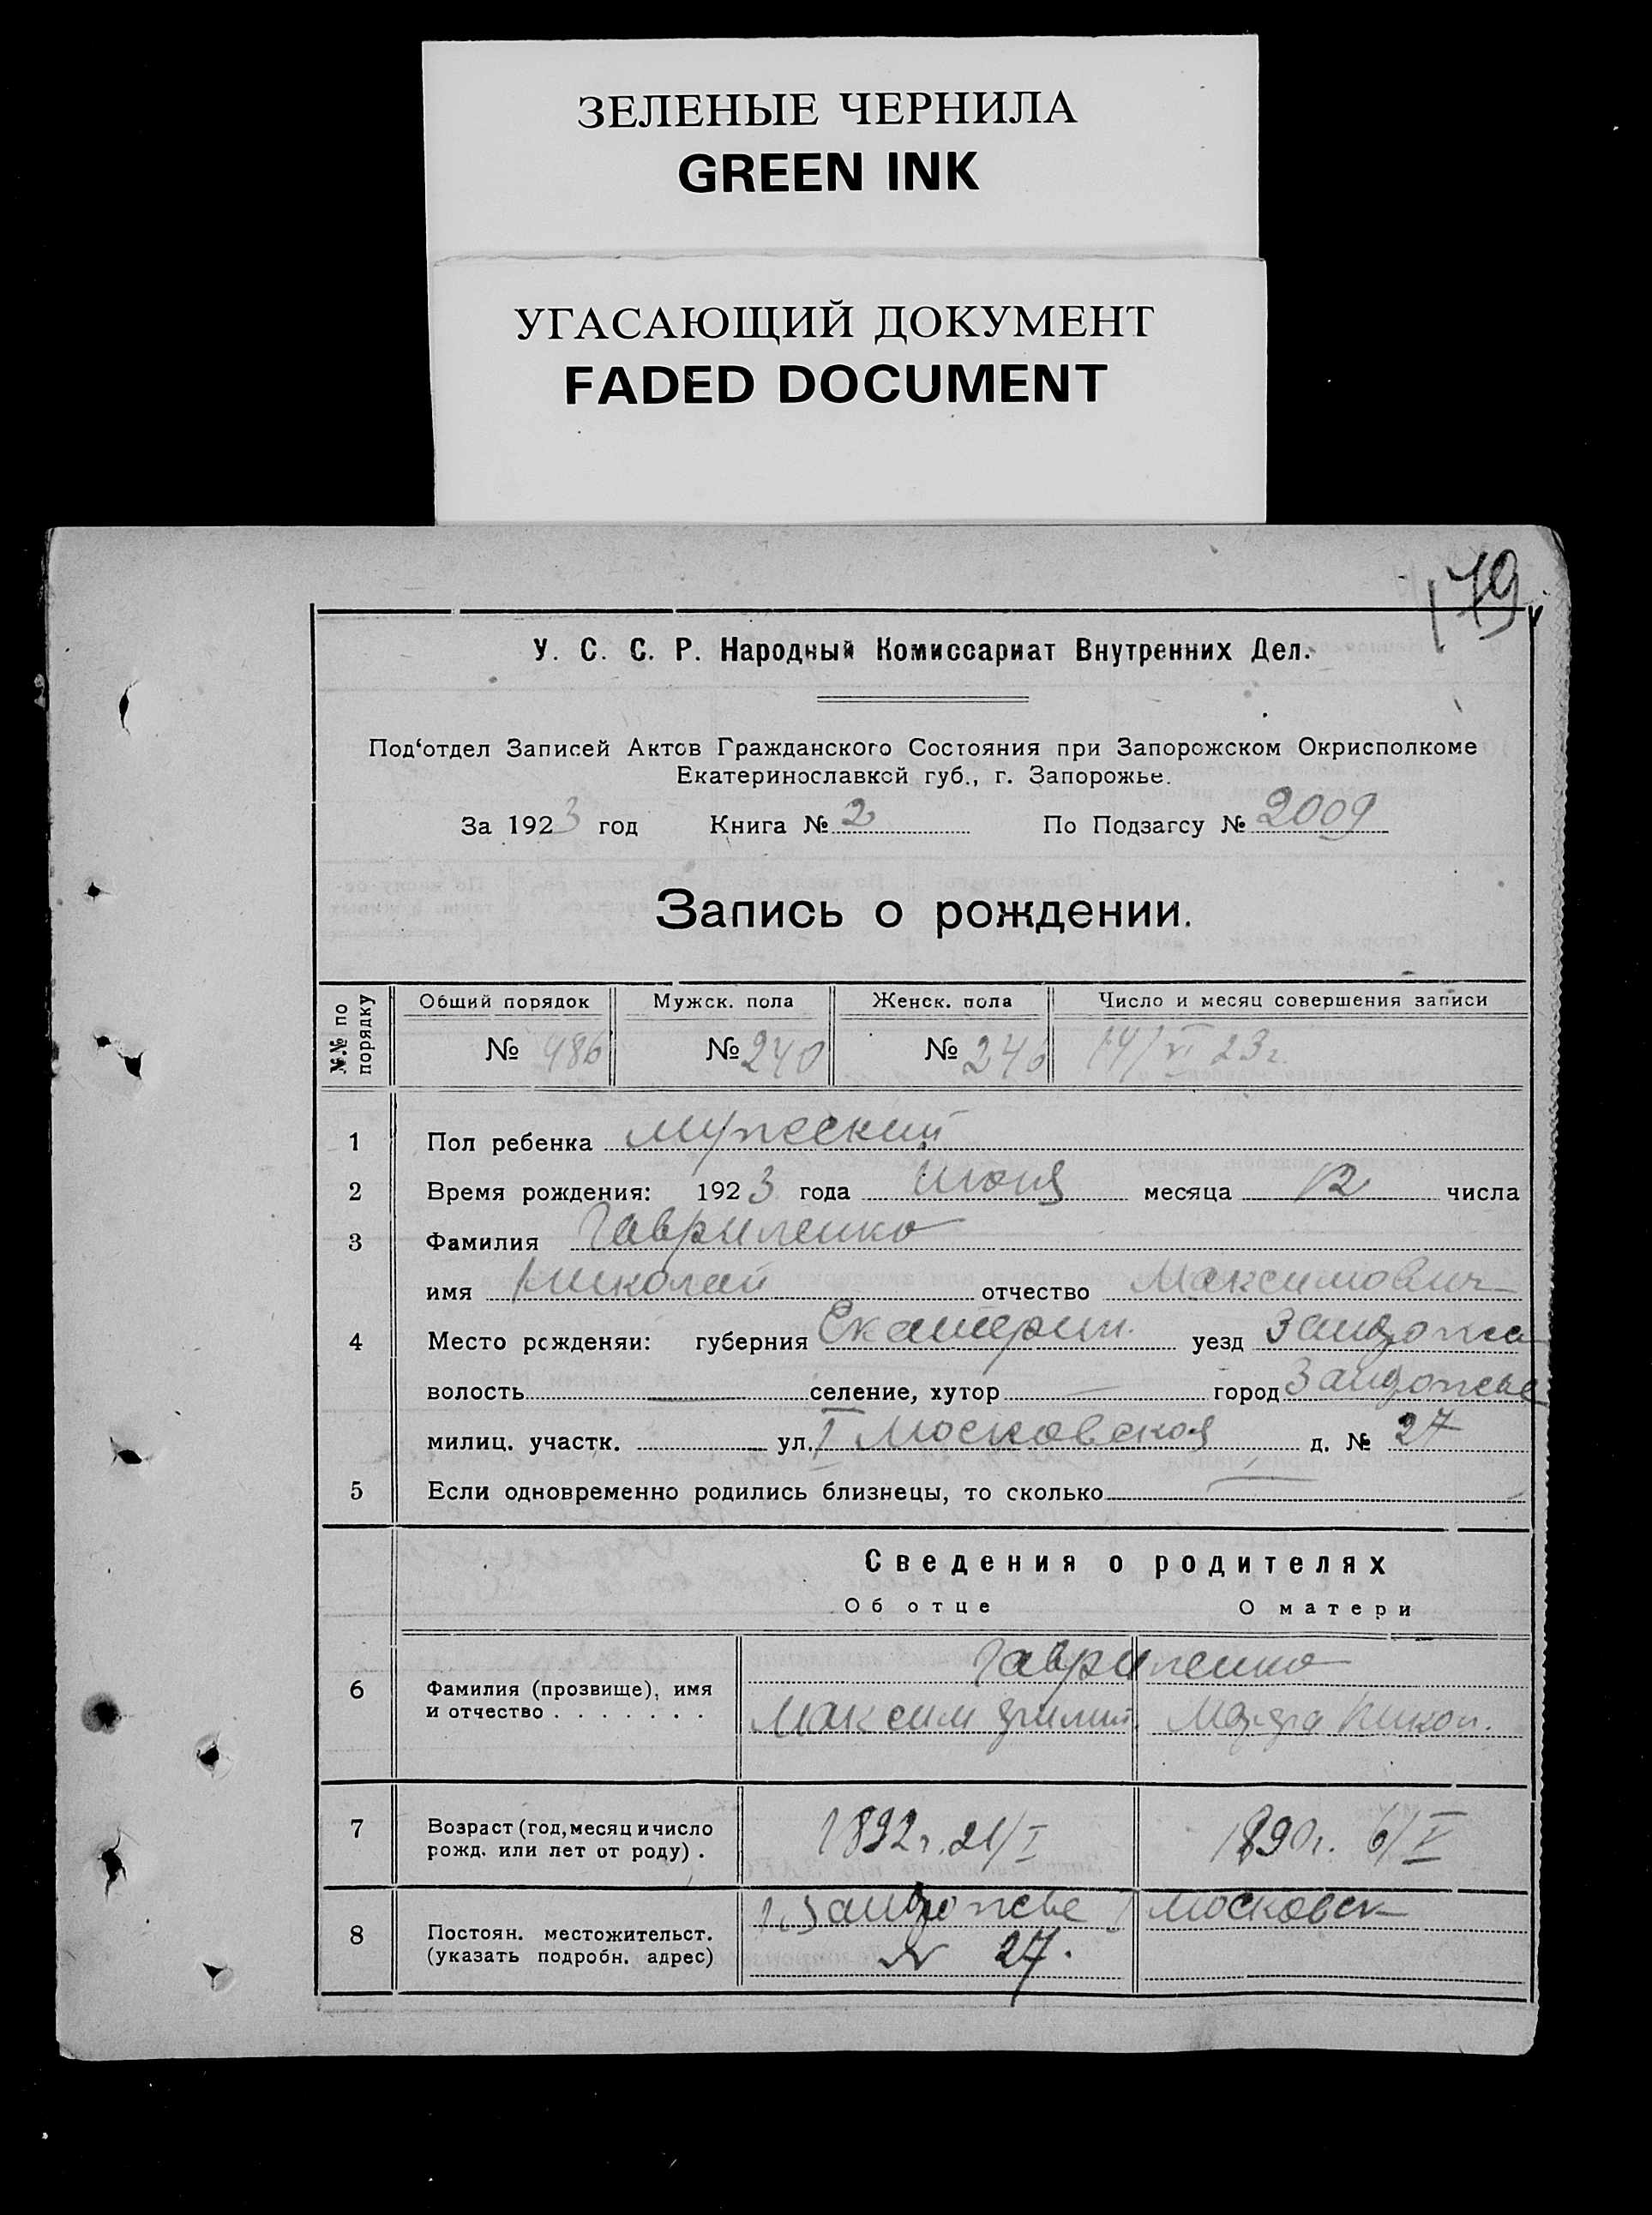 ЗЕЛЕНЫЕ ЧЕРНИЛА
GREEN INK
УГАСАЮЩИЙ ДОКУМЕНТ
FADED DOCUMENT
179
У. С. С. Р. Народный Комиссариат Внутренних Дел.
Под‘отдел Записей Актов Гражданского Состояния при Запорожском Окрисполкоме
Екатеринославкой губ., г. Запорожье.
За 1923 год Книга № 2 По Подзагсу № 2009
Запись о рождении.
№№ по порядку Общий порядок Мужск. пола Женск. пола Число и месяц совершения записи
№ 486 № 240 № 246 14/VI 23 г.
1 Пол ребенка мужеский
2 Время рождения: 1923 года Июня месяца 12 числа
3 Фамилия Гавриленко
имя Николай отчество Максимович
4 Место рожденяи: губерния Екатерин. уезд
волость — селение, хутор — город Запорожье
милиц. участк. ул. I Московская д. № 27
5 Если одновременно родились близнецы, то сколько —
Сведения о родителях
Об отце О матери
Гавриленко
6 Фамилия (прозвище), имя
и отчество . . . . . . . Максим Никол.
7 Возраст (год, месяц и число
рожд. или лет от роду) . 1892 г. 21/I 1890 г. 6/V
8 Постоян. местожительст.
(указать подробн. адрес) Запорожье Московск
№ 27.